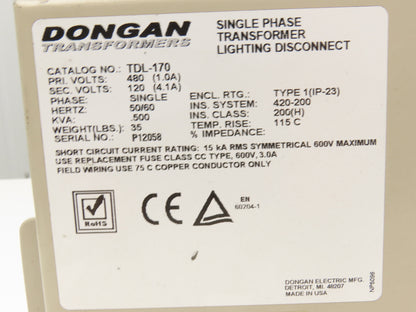 DONGAN
TRANSFORMERS
SINGLE PHASE
TRANSFORMER
LIGHTING DISCONNECT
CATALOG NO.: TDL-170
PRI. VOLTS: 480 (1.0A)
SEC. VOLTS: 120 (4.1A)
PHASE: SINGLE
HERTZ: 50/60
KVA: .500
WEIGHT(LBS.): 35
SERIAL NO.: P12058
ENCL. RTG.: TYPE 1(IP-23)
INS. SYSTEM: 420-200
INS. CLASS: 200(H)
TEMP. RISE: 115 C
% IMPEDANCE:
SHORT CIRCUIT CURRENT RATING: 15 kA RMS SYMMETRICAL 600V MAXIMUM
USE REPLACEMENT FUSE CLASS CC TYPE, 600V, 3.0A
FIELD WIRING USE 75 C COPPER CONDUCTOR ONLY
RoHS
CE
EN
60204-1
DONGAN ELECTRIC MFG.
DETROIT, MI. 48207
MADE IN USA
NP5096